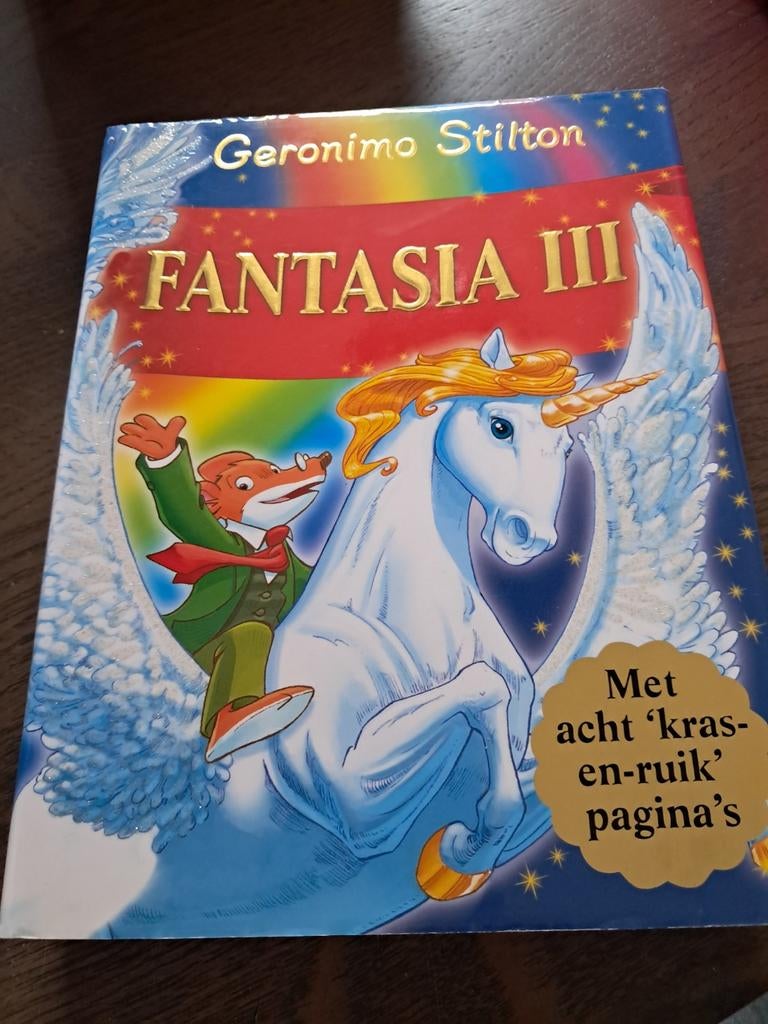 Geronimo Stilton
FANTASIA III
Met
acht ‘kras-
en-ruik’
pagina's